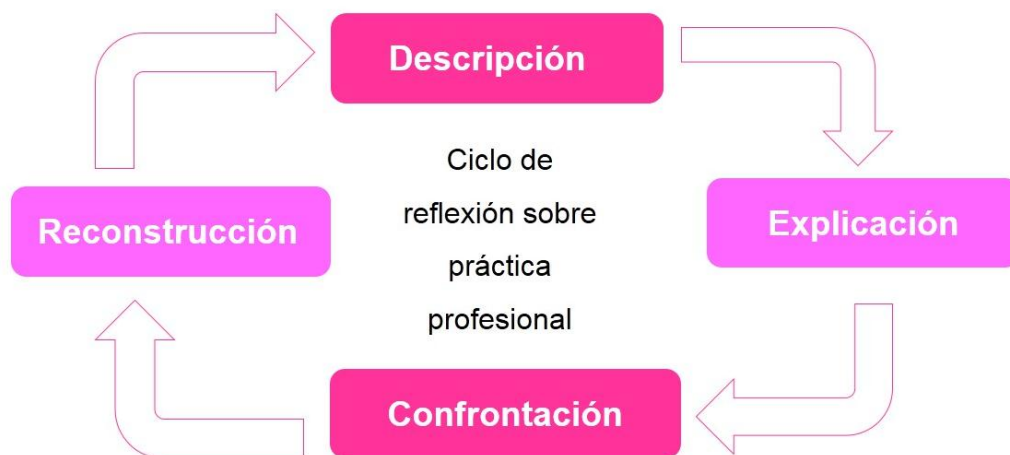 Descripción
Ciclo de
reflexión sobre
práctica
profesional
Reconstrucción
Explicación
Confrontación